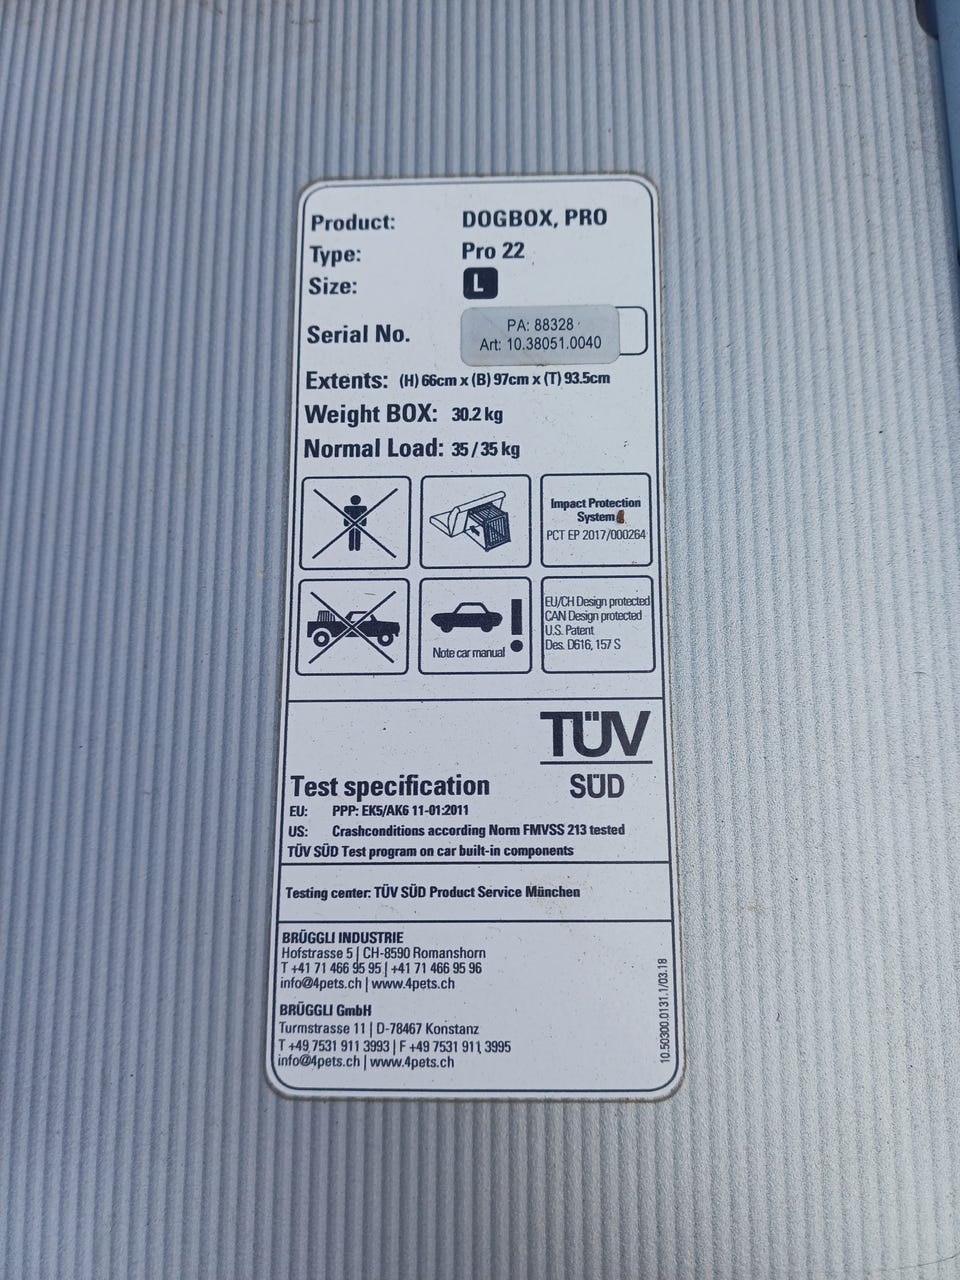 Product: DOGBOX, PRO
Type: Pro 22
Size: L
Serial No. PA: 88328
Art: 10.38051.0040
Extents: (H) 66cm x (B) 97cm x (T) 93.5cm
Weight BOX: 30.2 kg
Normal Load: 35 / 35 kg
Impact Protection
System
PCT EP 2017/000264
Note car manual !
EU/CH Design protected
CAN Design protected
U.S. Patent
Des. D616, 157 S
TÜV
SÜD
Test specification
EU: PPP: EK5/AK6 11-01:2011
US: Crashconditions according Norm FMVSS 213 tested
TÜV SÜD Test program on car built-in components
Testing center: TÜV SÜD Product Service München
BRÜGGLI INDUSTRIE
Hofstrasse 5 | CH-8590 Romanshorn
T +41 71 466 95 95 | +41 71 466 95 96
info@4pets.ch | www.4pets.ch
BRÜGGLI GmbH
Turmstrasse 11 | D-78467 Konstanz
T +49 7531 911 3993 | F +49 7531 911 3995
info@4pets.ch | www.4pets.ch
10.50300.0131.1/03.18